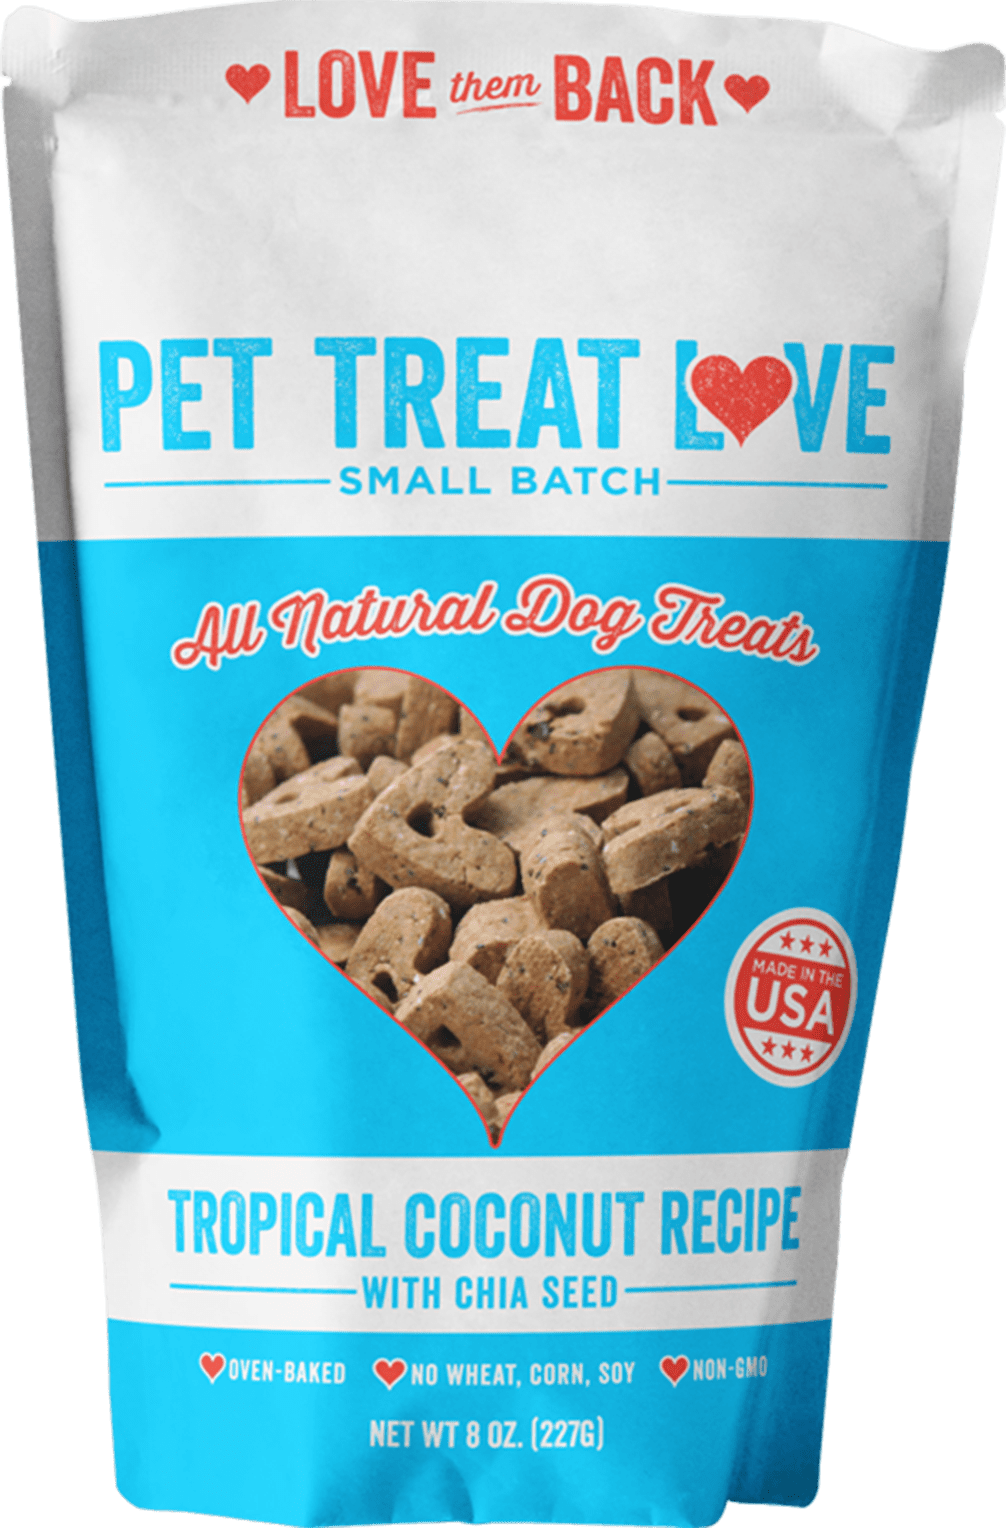 LOVE them BACK
PET TREAT LOVE
SMALL BATCH
All Natural Dog Treats
MADE IN THE
USA
TROPICAL COCONUT RECIPE
WITH CHIA SEED
OVEN-BAKED NO WHEAT, CORN, SOY NON-GMO
NET WT 8 OZ. (227G)